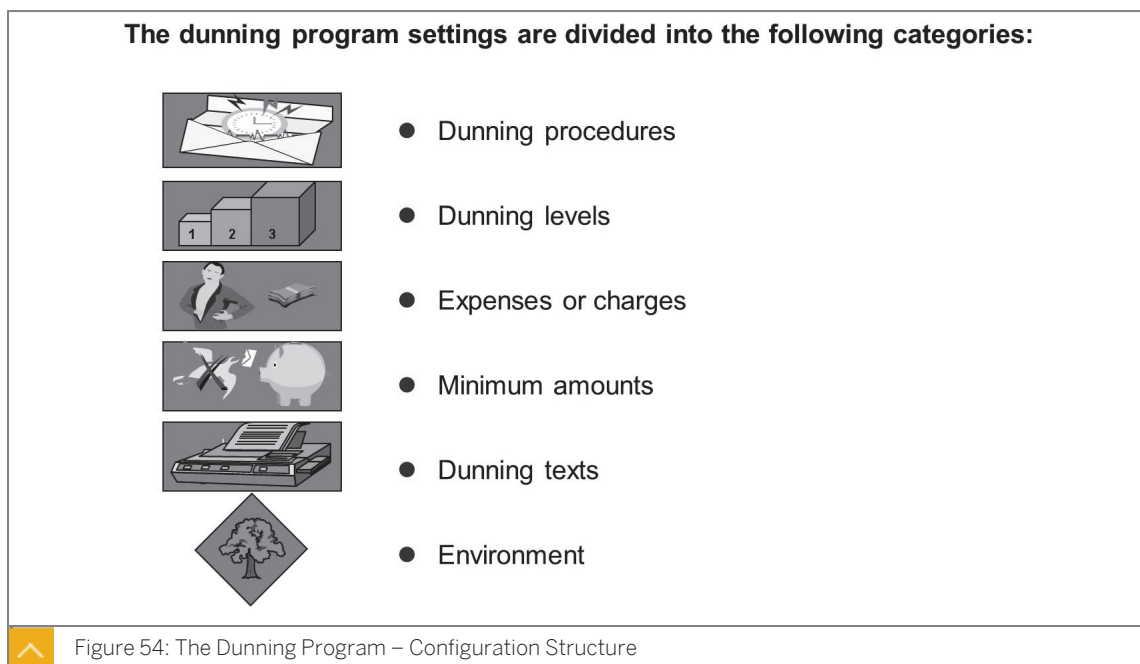 The dunning program settings are divided into the following categories:
● Dunning procedures
1 2 3
● Dunning levels
● Expenses or charges
● Minimum amounts
● Dunning texts
● Environment
Figure 54: The Dunning Program – Configuration Structure